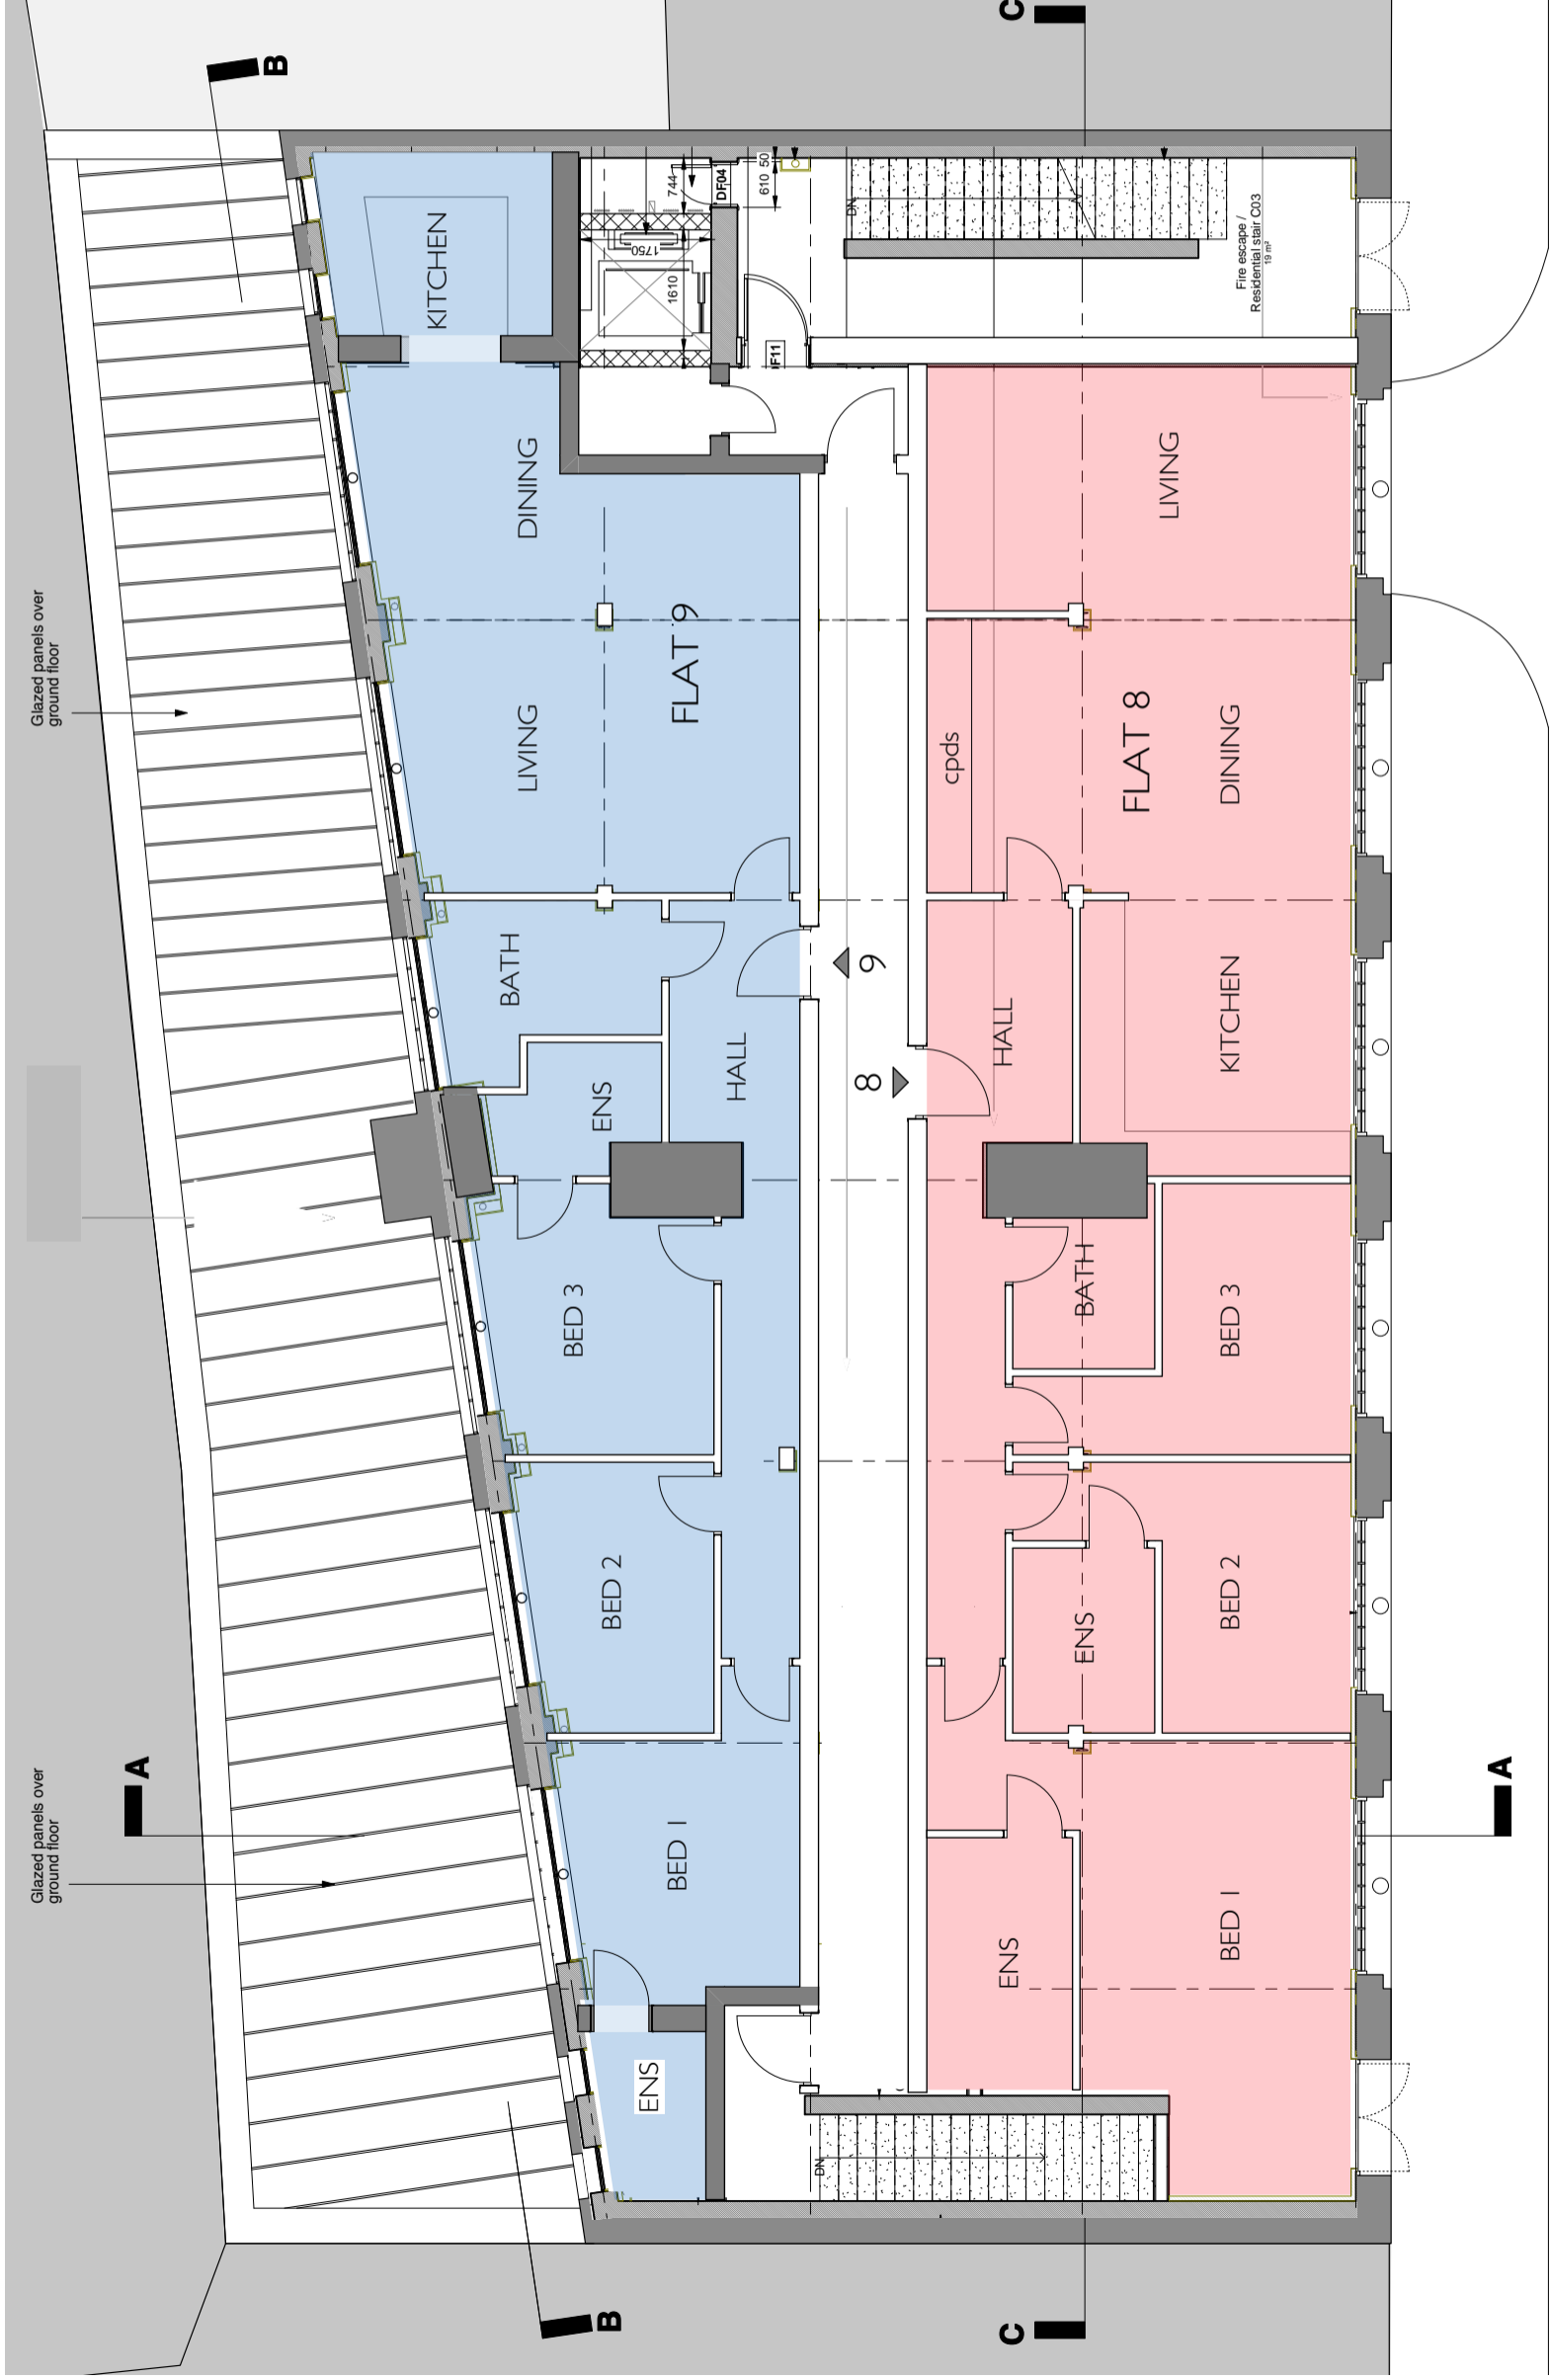 B
C
KITCHEN
744
DF04
610 50
DN
1750
1610
Fire escape /
Residential stair C03
19 m²
DINING
LIVING
Glazed panels over
ground floor
LIVING
FLAT 9
cpds
FLAT 8
DINING
BATH
9
HALL
KITCHEN
ENS
HALL
8
BED 3
BATH
BED 3
BED 2
ENS
BED 2
Glazed panels over
ground floor
A
A
BED 1
ENS
BED 1
ENS
DN
B
C